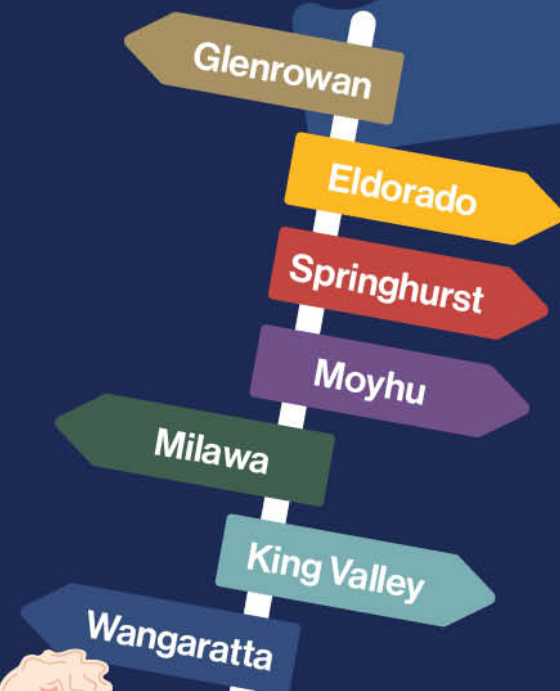 Glenrowan
Eldorado
Springhurst
Moyhu
Milawa
King Valley
Wangaratta